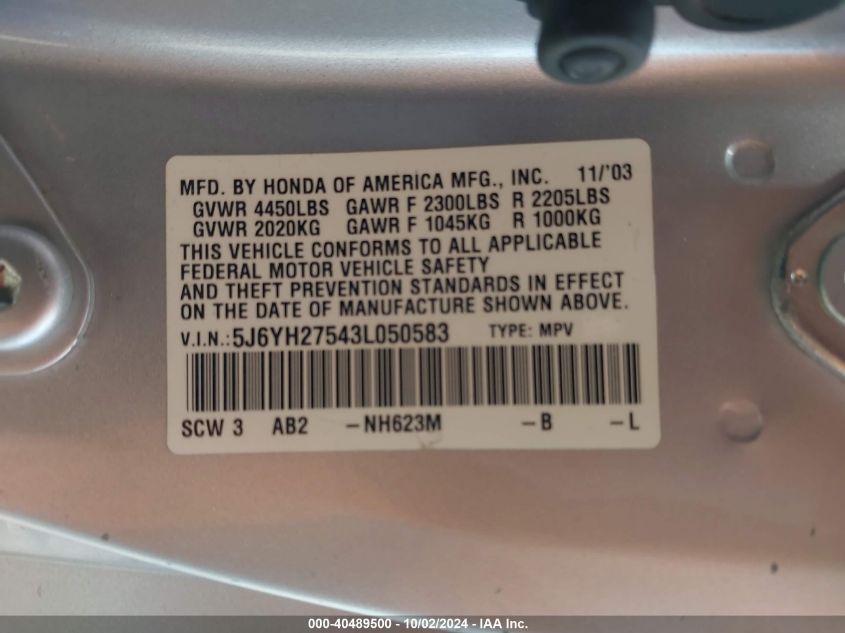 MFD. BY HONDA OF AMERICA MFG., INC. 11/'03
GVWR 4450LBS GAWR F 2300LBS R 2205LBS
GVWR 2020KG GAWR F 1045KG R 1000KG
THIS VEHICLE CONFORMS TO ALL APPLICABLE
FEDERAL MOTOR VEHICLE SAFETY
AND THEFT PREVENTION STANDARDS IN EFFECT
ON THE DATE OF MANUFACTURE SHOWN ABOVE.
V.I.N.:5J6YH27543L050583 TYPE: MPV
SCW 3 AB2 -NH623M -B -L
000-40489500 - 10/02/2024 - IAA Inc.